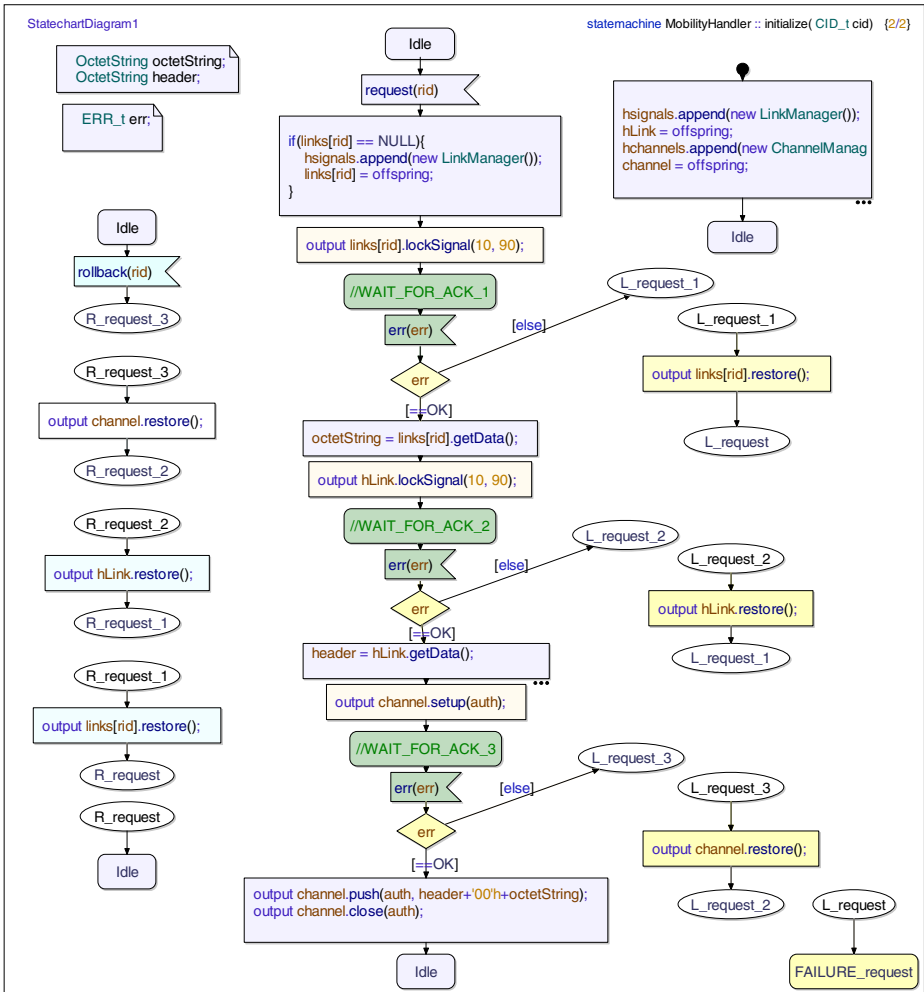 StatechartDiagram1
statemachine MobilityHandler :: initialize( CID_t cid) {2/2}
OctetString octetString;
OctetString header;
ERR_t err;
Idle
rollback(rid)
R_request_3
R_request_3
output channel.restore();
R_request_2
R_request_2
output hLink.restore();
R_request_1
R_request_1
output links[rid].restore();
R_request
R_request
Idle
Idle
request(rid)
if(links[rid] == NULL){
hsignals.append(new LinkManager());
links[rid] = offspring;
}
output links[rid].lockSignal(10, 90);
//WAIT_FOR_ACK_1
err(err)
[else]
L_request_1
err
[==OK]
octetString = links[rid].getData();
output hLink.lockSignal(10, 90);
//WAIT_FOR_ACK_2
err(err)
[else]
L_request_2
err
[==OK]
header = hLink.getData();
output channel.setup(auth);
//WAIT_FOR_ACK_3
err(err)
[else]
L_request_3
err
[==OK]
output channel.push(auth, header+'00'h+octetString);
output channel.close(auth);
Idle
hsignals.append(new LinkManager());
hLink = offspring;
hchannels.append(new ChannelManag
channel = offspring;
Idle
L_request_1
output links[rid].restore();
L_request
L_request_2
output hLink.restore();
L_request_1
L_request_3
output channel.restore();
L_request_2
L_request
FAILURE_request